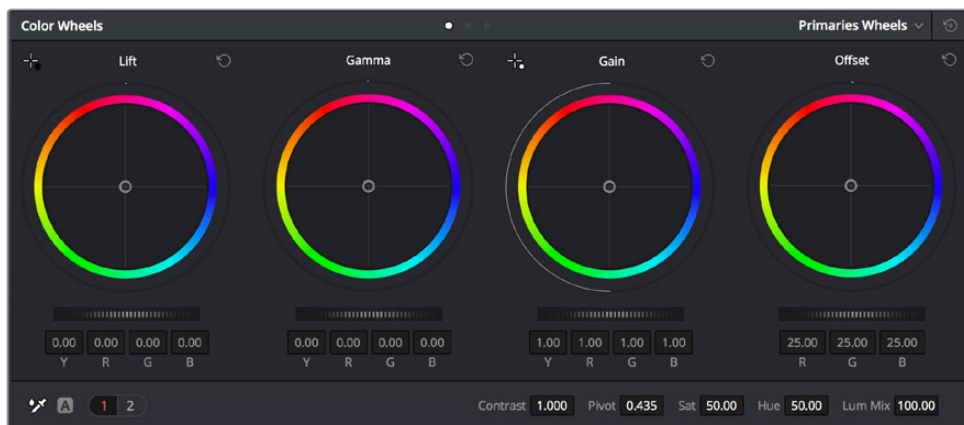 Color Wheels Primaries Wheels
Lift Gamma Gain Offset
0.00 0.00 0.00 0.00 0.00 0.00 0.00 0.00 1.00 1.00 1.00 1.00 25.00 25.00 25.00
Y R G B Y R G B Y R G B R G B
A 1 2 Contrast 1.000 Pivot 0.435 Sat 50.00 Hue 50.00 Lum Mix 100.00